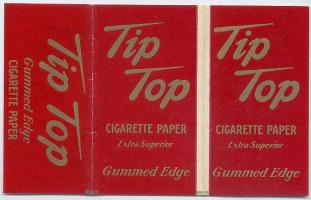 Tip Top
Gummed Edge
CIGARETTE PAPER
Tip
Top
CIGARETTE PAPER
Extra Superior
Gummed Edge
Tip
Top
CIGARETTE PAPER
Extra Superior
Gummed Edge